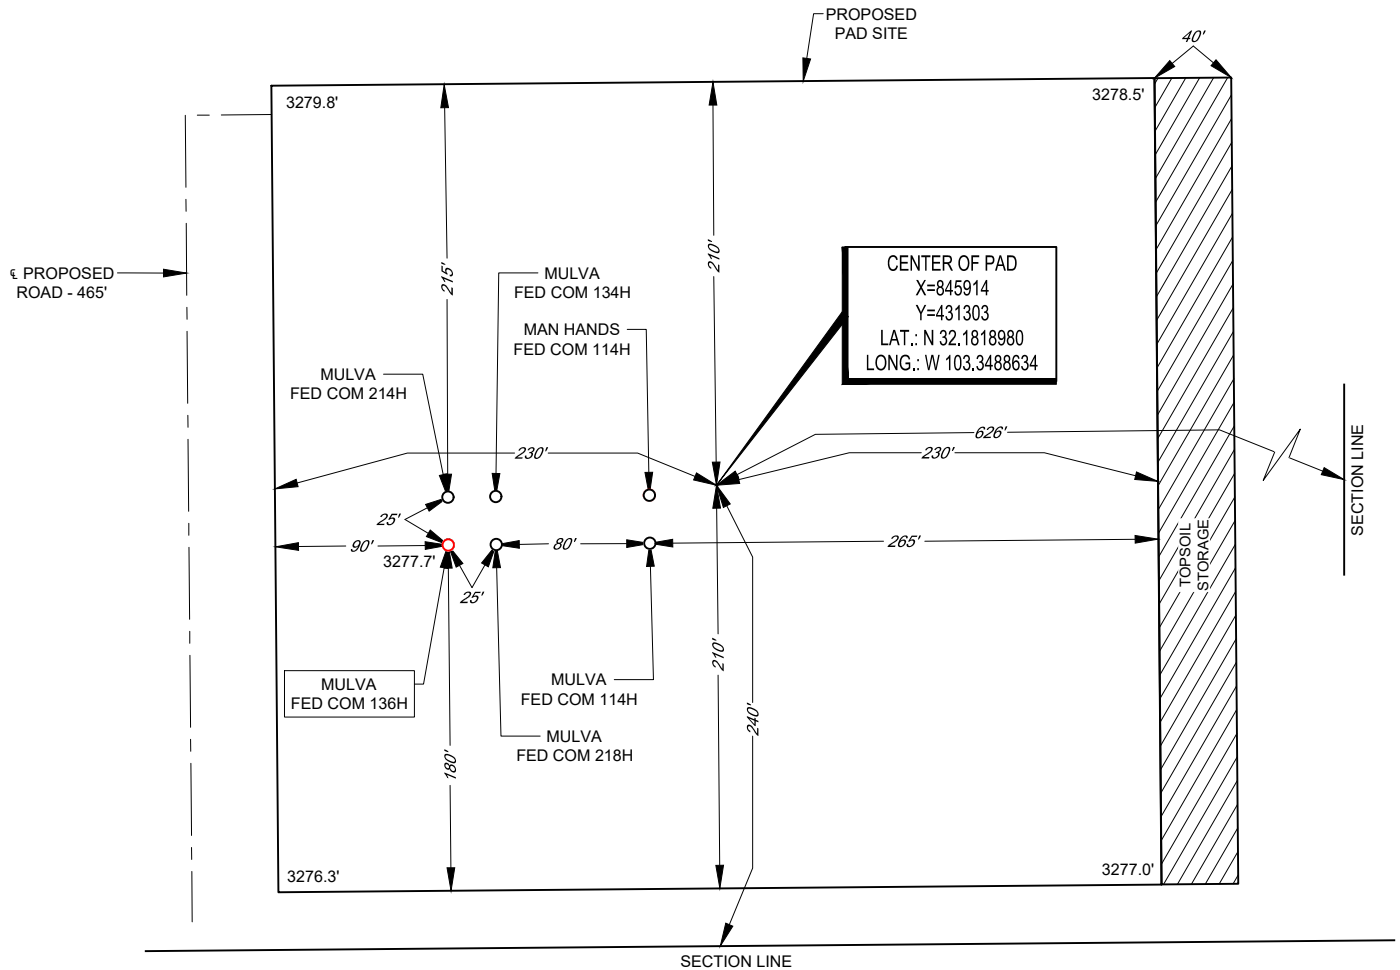 PROPOSED
PAD SITE
40'
3279.8'
3278.5'
℄ PROPOSED
ROAD - 465'
215'
210'
MULVA
FED COM 134H
MAN HANDS
FED COM 114H
MULVA
FED COM 214H
CENTER OF PAD
X=845914
Y=431303
LAT.: N 32.1818980
LONG.: W 103.3488634
626'
230'
230'
SECTION LINE
25'
90'
3277.7'
80'
265'
25'
TOPSOIL
STORAGE
MULVA
FED COM 136H
MULVA
FED COM 114H
MULVA
FED COM 218H
180'
210'
240'
3276.3'
3277.0'
SECTION LINE